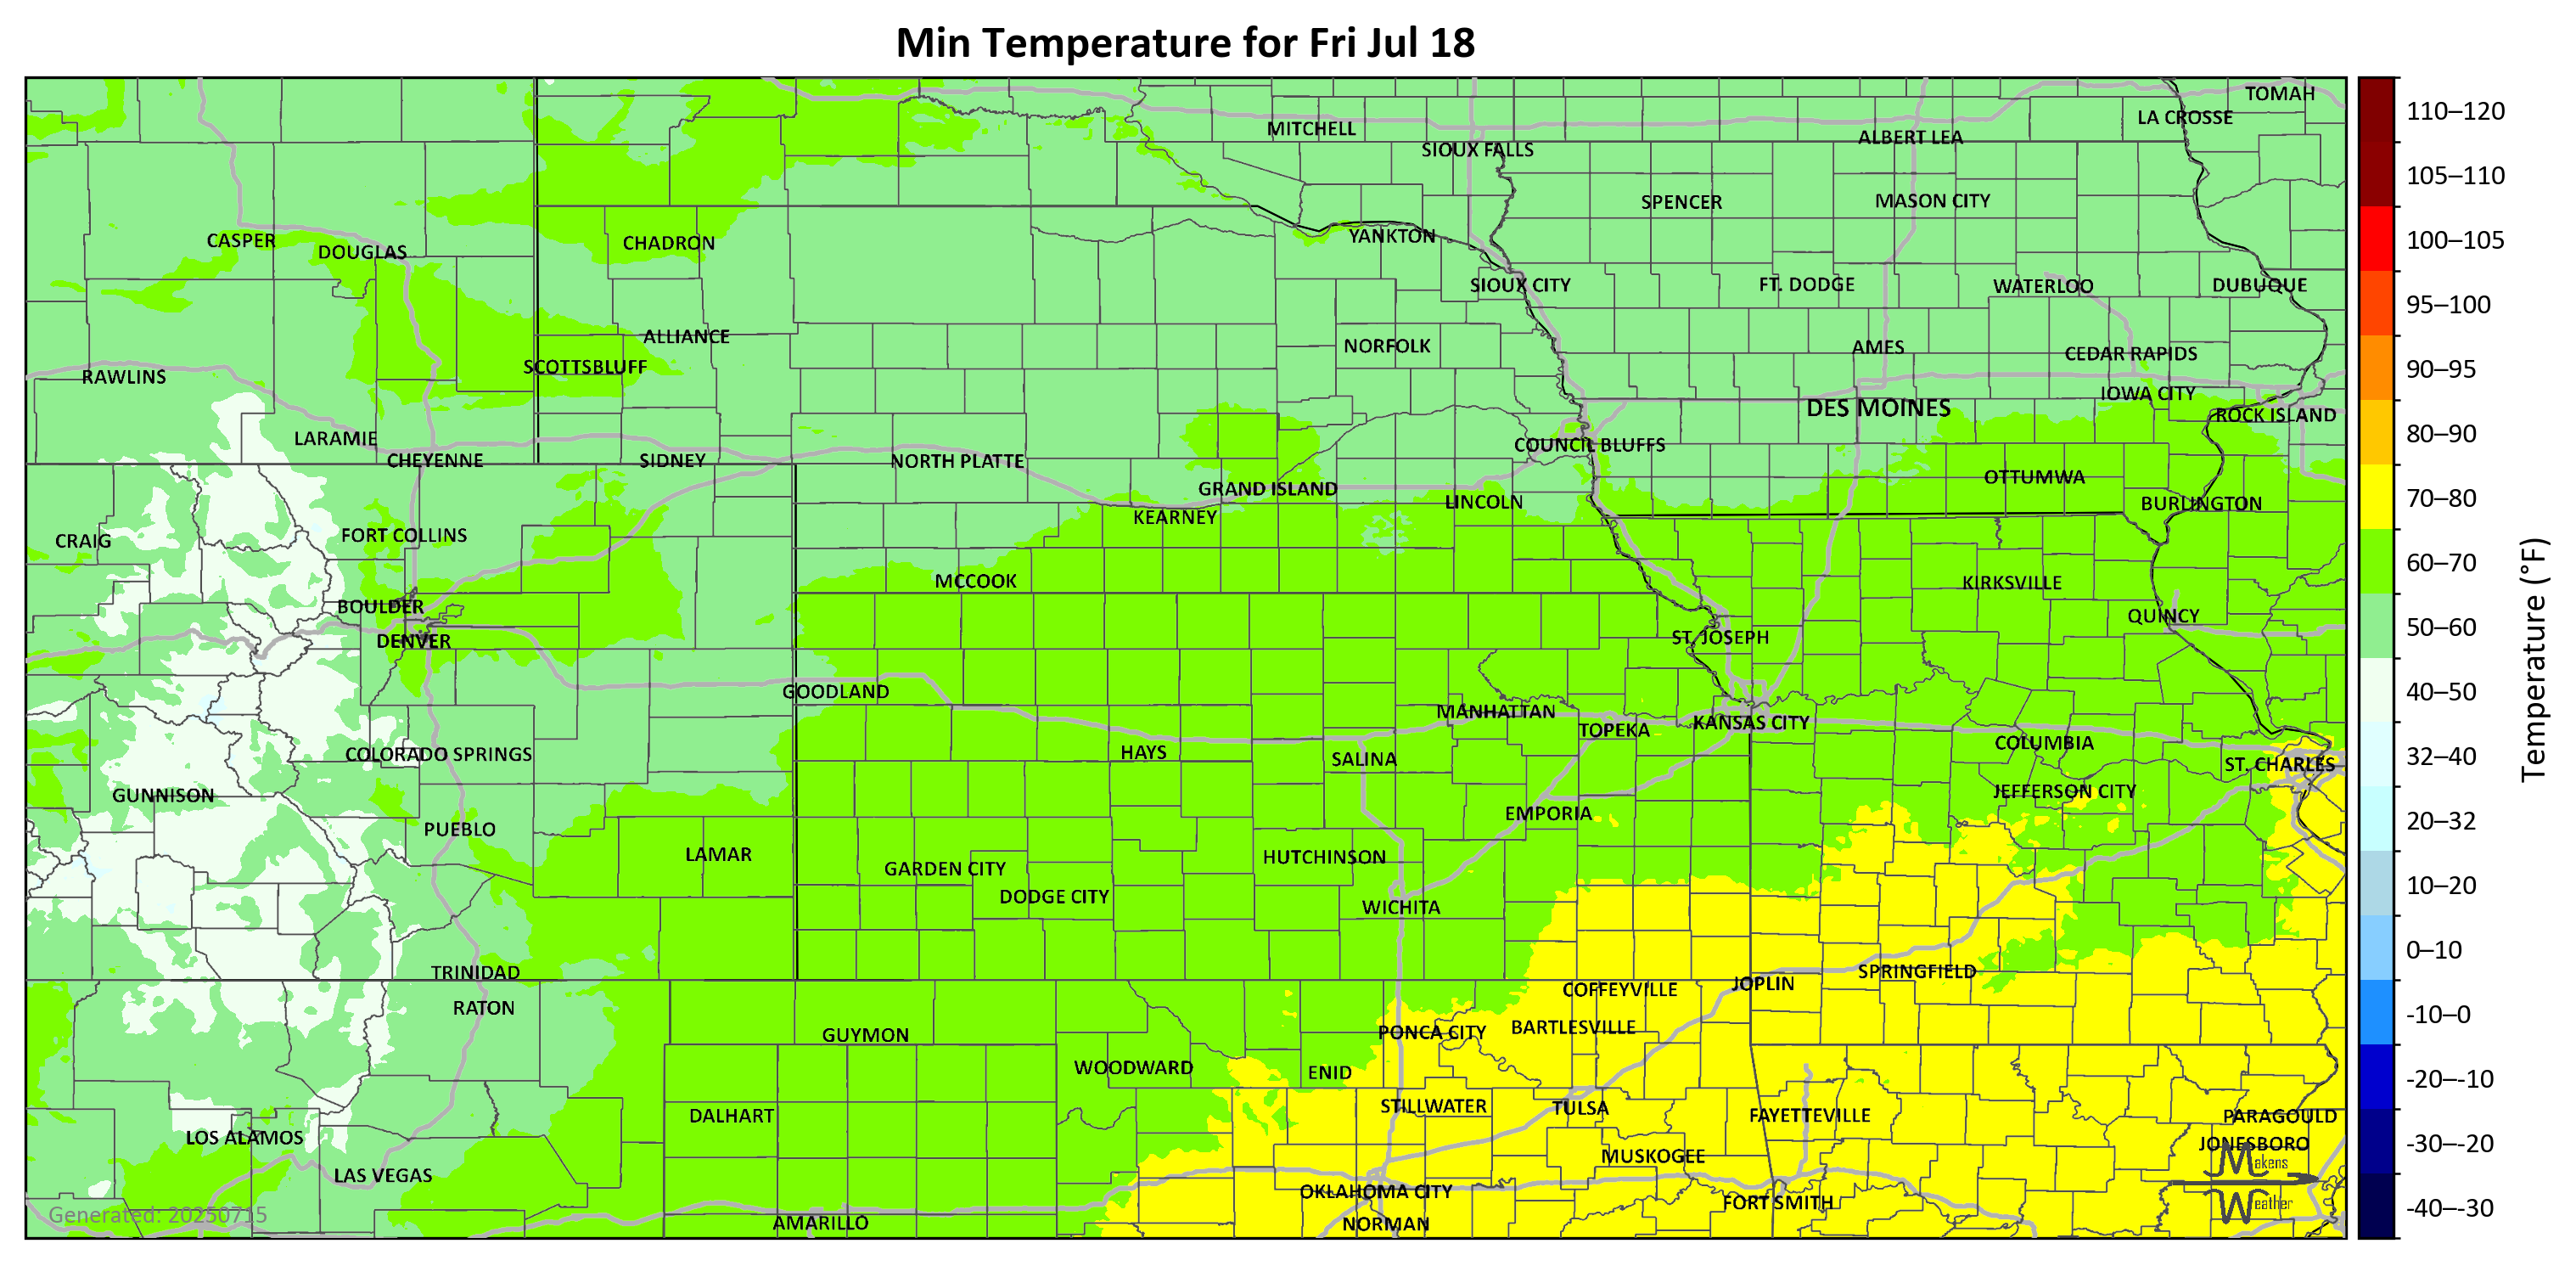 Min Temperature for Fri Jul 18
TOMAH
LA CROSSE
MITCHELL
ALBERT LEA
SIOUX FALLS
SPENCER
MASON CITY
CASPER
DOUGLAS
CHADRON
YANKTON
SIOUX CITY
FT. DODGE
WATERLOO
DUBUQUE
ALLIANCE
NORFOLK
AMES
CEDAR RAPIDS
SCOTTSBLUFF
RAWLINS
IOWA CITY
DES MOINES
ROCK ISLAND
LARAMIE
COUNCIL BLUFFS
CHEYENNE
SIDNEY
NORTH PLATTE
OTTUMWA
GRAND ISLAND
LINCOLN
BURLINGTON
KEARNEY
FORT COLLINS
CRAIG
MCCOOK
KIRKSVILLE
BOULDER
QUINCY
DENVER
ST. JOSEPH
GOODLAND
MANHATTAN
KANSAS CITY
TOPEKA
COLUMBIA
COLORADO SPRINGS
HAYS
SALINA
ST. CHARLES
GUNNISON
JEFFERSON CITY
EMPORIA
PUEBLO
LAMAR
HUTCHINSON
GARDEN CITY
DODGE CITY
WICHITA
TRINIDAD
SPRINGFIELD
JOPLIN
COFFEYVILLE
RATON
BARTLESVILLE
PONCA CITY
GUYMON
WOODWARD
ENID
STILLWATER
TULSA
DALHART
FAYETTEVILLE
PARAGOULD
LOS ALAMOS
JONESBORO
MUSKOGEE
LAS VEGAS
OKLAHOMA CITY
FORT SMITH
AMARILLO
NORMAN
Makens
Weather
Generated: 20250715
110–120
105–110
100–105
95–100
90–95
80–90
70–80
60–70
50–60
40–50
32–40
20–32
10–20
0–10
-10–0
-20–-10
-30–-20
-40–-30
Temperature (°F)